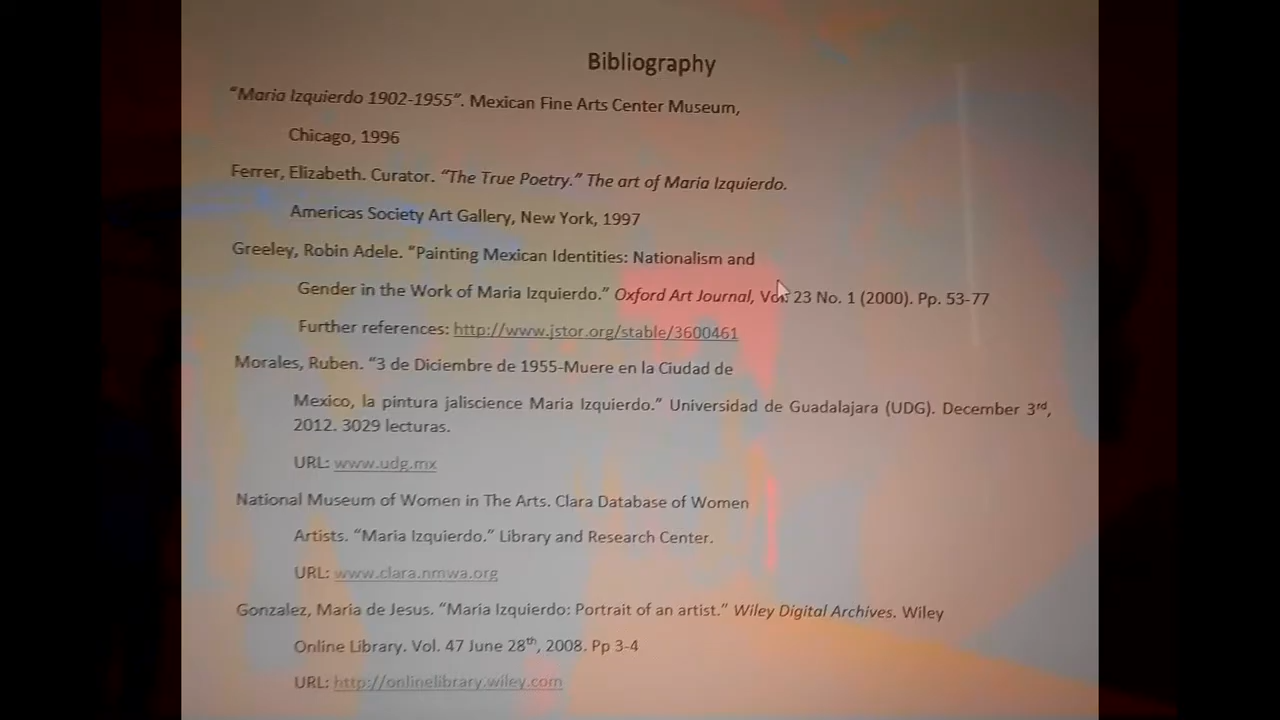 Bibliography
"Maria Izquierdo 1902-1955". Mexican Fine Arts Center Museum,
Chicago, 1996
Ferrer, Elizabeth. Curator. "The True Poetry." The art of Maria Izquierdo.
Americas Society Art Gallery, New York, 1997
Greeley, Robin Adele. "Painting Mexican Identities: Nationalism and
Gender in the Work of Maria Izquierdo." Oxford Art Journal, Vol. 23 No. 1 (2000). Pp. 53-77
Further references: http://www.jstor.org/stable/3600461
Morales, Ruben. "3 de Diciembre de 1955-Muere en la Ciudad de
Mexico, la pintura jaliscience Maria Izquierdo." Universidad de Guadalajara (UDG). December 3rd,
2012. 3029 lecturas.
URL: www.udg.mx
National Museum of Women in The Arts. Clara Database of Women
Artists. "Maria Izquierdo." Library and Research Center.
URL: www.clara.nmwa.org
Gonzalez, Maria de Jesus. "Maria Izquierdo: Portrait of an artist." Wiley Digital Archives. Wiley
Online Library. Vol. 47 June 28th, 2008. Pp 3-4
URL: http://onlinelibrary.wiley.com